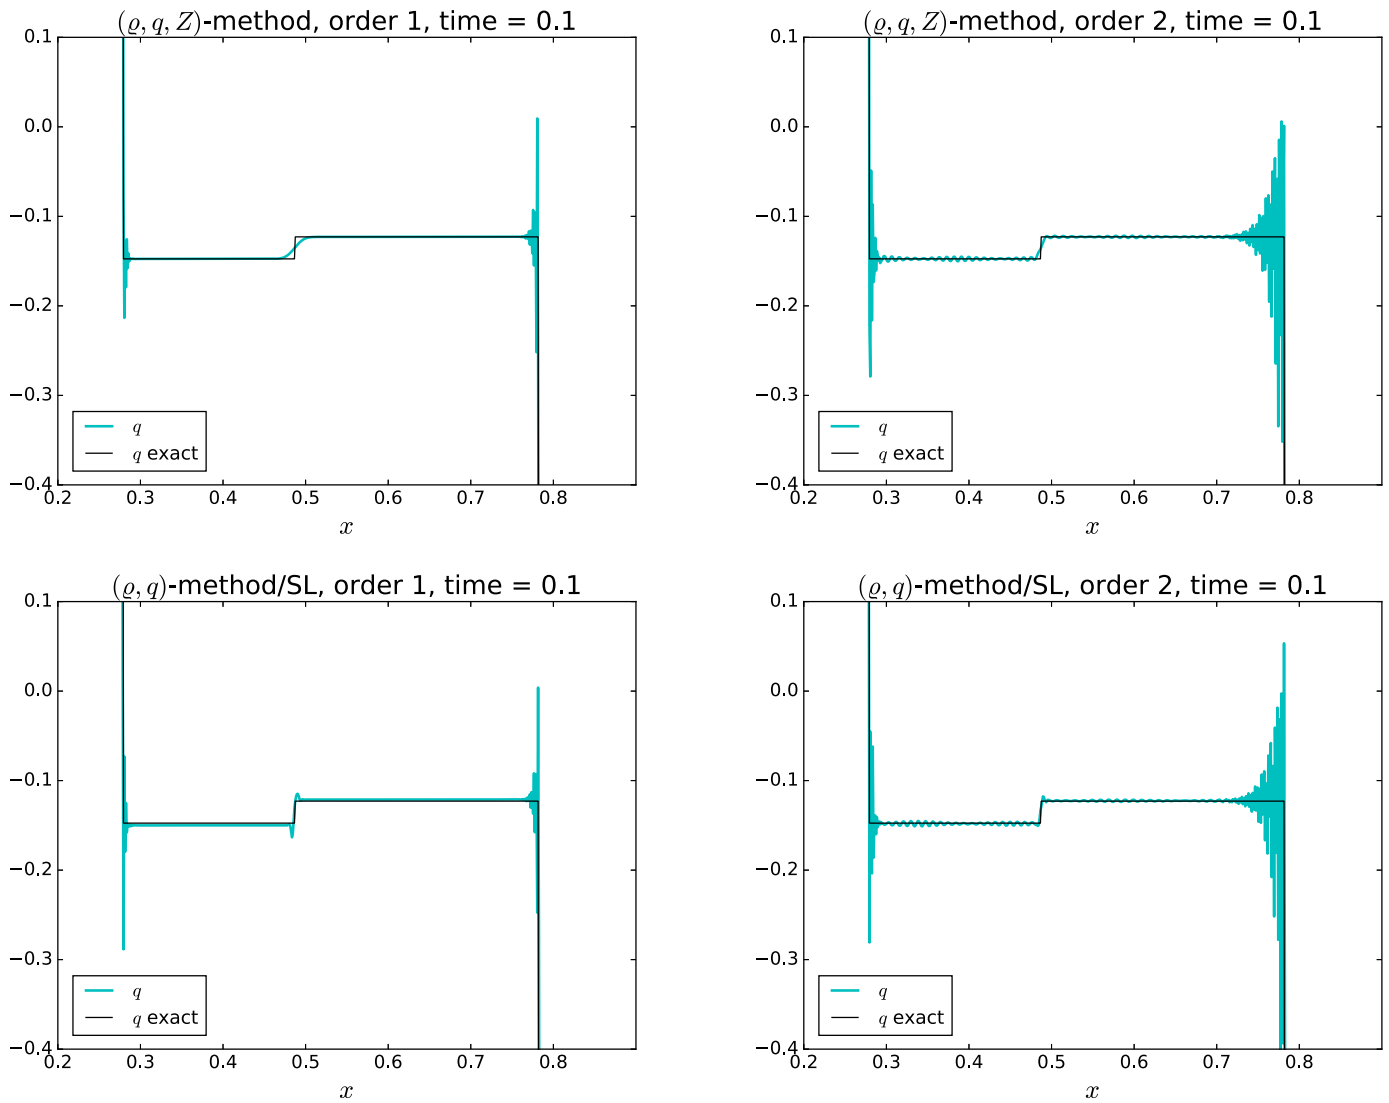 (ϱ, q, Z)-method, order 1, time = 0.1
0.1
0.0
−0.1
−0.2
−0.3
−0.4
q
q exact
0.2 0.3 0.4 0.5 0.6 0.7 0.8
x
(ϱ, q, Z)-method, order 2, time = 0.1
0.1
0.0
−0.1
−0.2
−0.3
−0.4
q
q exact
0.2 0.3 0.4 0.5 0.6 0.7 0.8
x
(ϱ, q)-method/SL, order 1, time = 0.1
0.1
0.0
−0.1
−0.2
−0.3
−0.4
q
q exact
0.2 0.3 0.4 0.5 0.6 0.7 0.8
x
(ϱ, q)-method/SL, order 2, time = 0.1
0.1
0.0
−0.1
−0.2
−0.3
−0.4
q
q exact
0.2 0.3 0.4 0.5 0.6 0.7 0.8
x